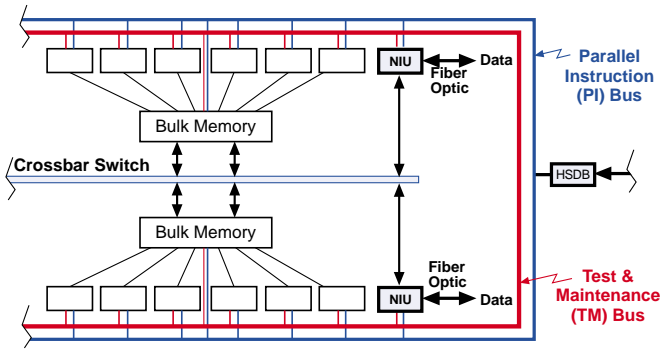 NIU
Data
Fiber
Optic
Parallel
Instruction
(PI) Bus
Bulk Memory
Crossbar Switch
HSDB
Bulk Memory
Fiber
Optic
NIU
Data
Test &
Maintenance
(TM) Bus